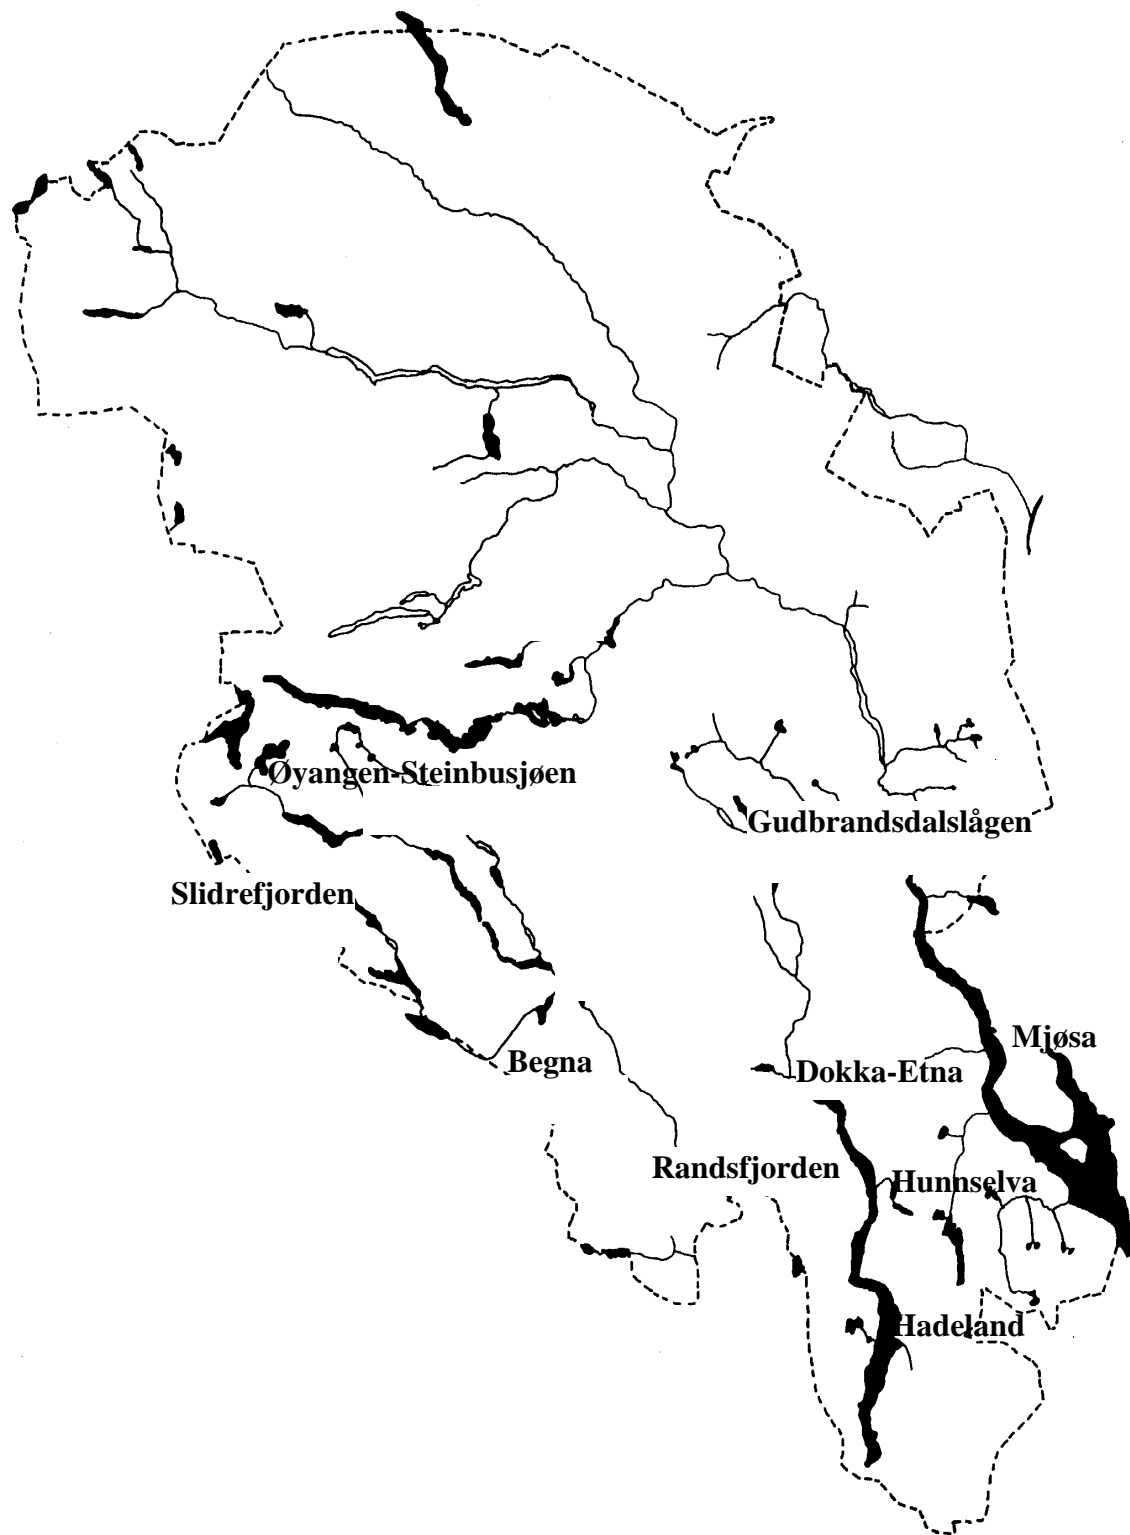 Øyangen-Steinbusjøen
Gudbrandsdalslågen
Slidrefjorden
Mjøsa
Begna
Dokka-Etna
Randsfjorden
Hunnselva
Hadeland